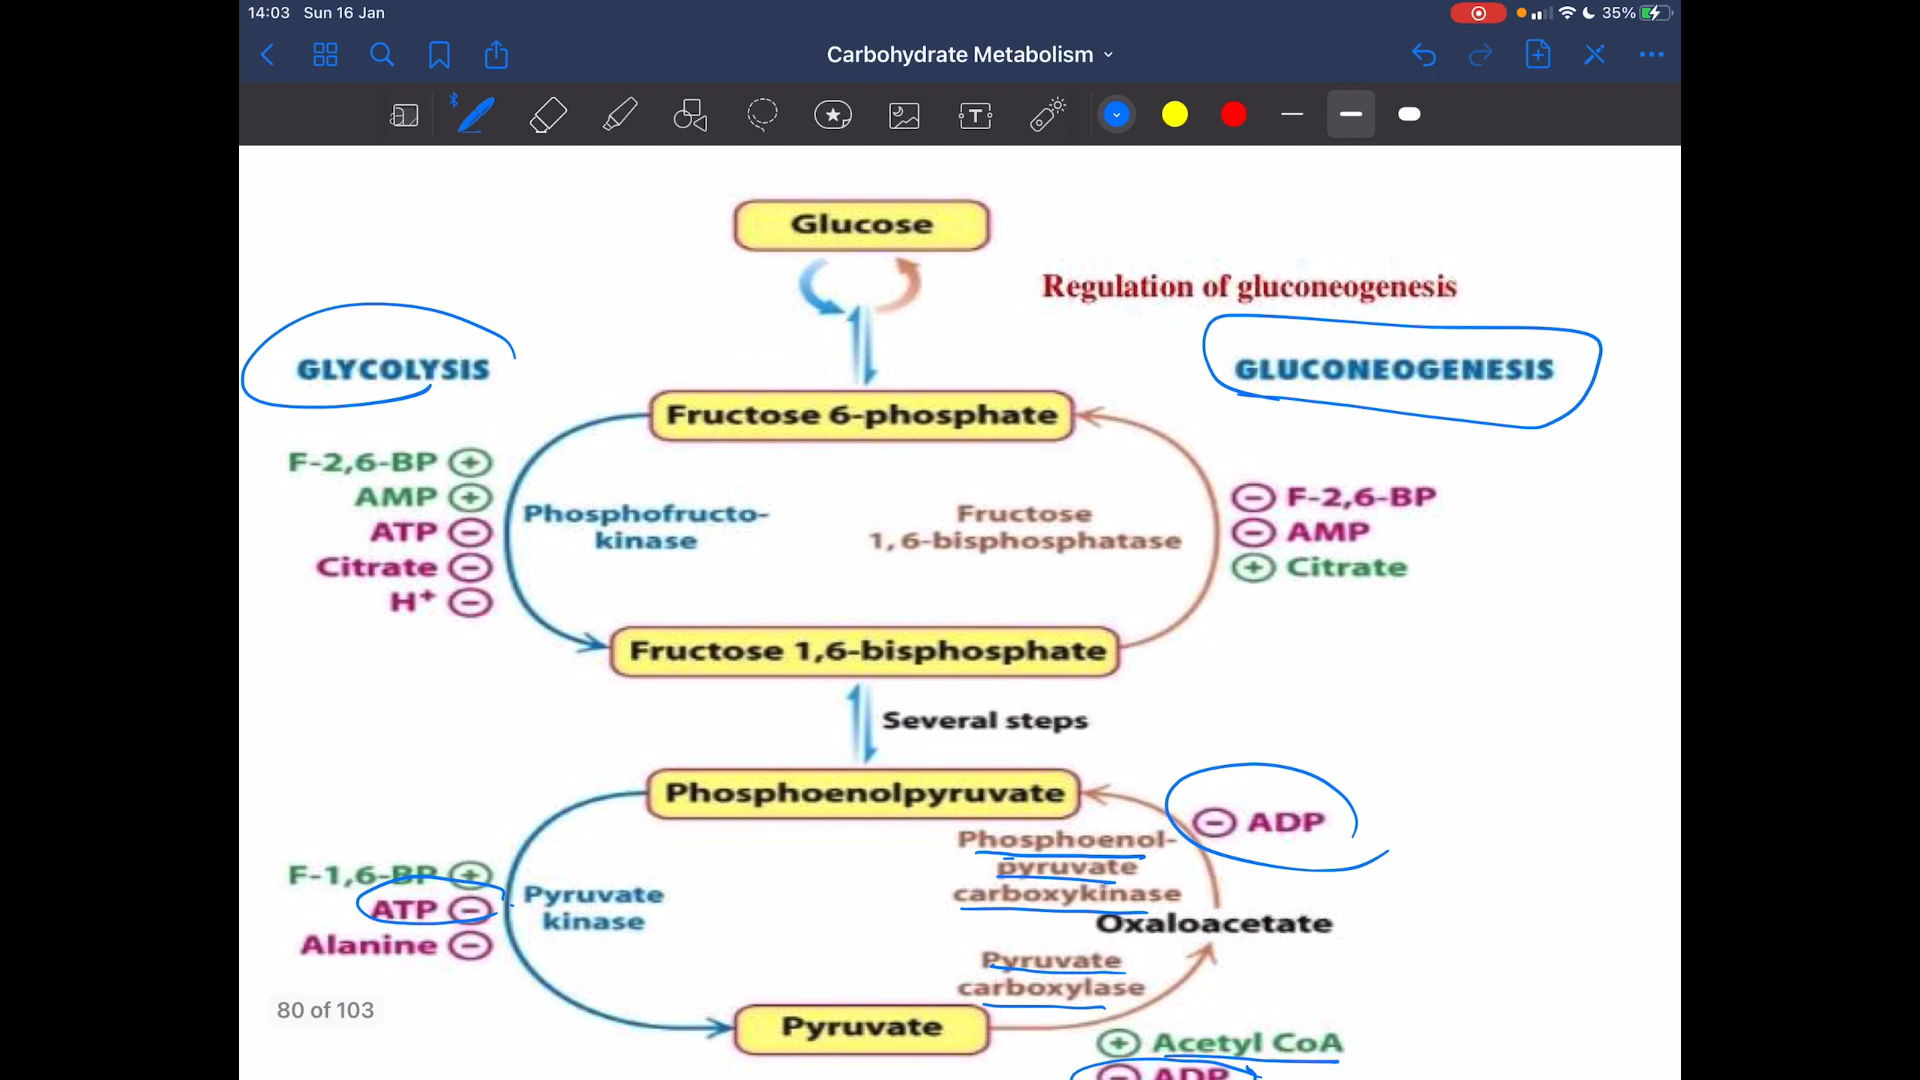 14:03 Sun 16 Jan
35%
Carbohydrate Metabolism
Glucose
Regulation of gluconeogenesis
GLYCOLYSIS
GLUCONEOGENESIS
Fructose 6-phosphate
F-2,6-BP +
AMP +
ATP −
Citrate −
H⁺ −
Phosphofructo-
kinase
Fructose
1,6-bisphosphatase
− F-2,6-BP
− AMP
+ Citrate
Fructose 1,6-bisphosphate
Several steps
Phosphoenolpyruvate
− ADP
Phosphoenol-
pyruvate
carboxykinase
F-1,6-BP +
ATP −
Alanine −
Pyruvate
kinase
Oxaloacetate
Pyruvate
carboxylase
80 of 103
Pyruvate
+ Acetyl CoA
− ADP